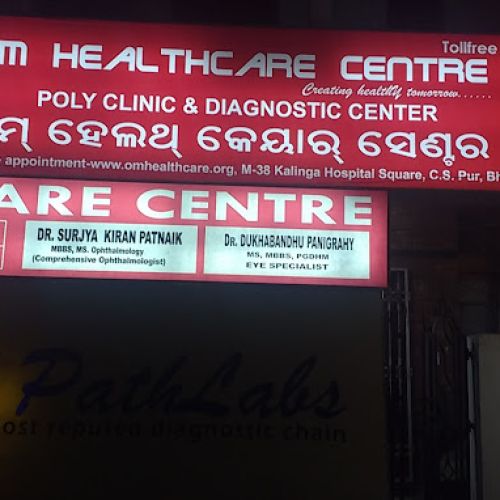 Tollfree
M HEALTHCARE CENTRE
Creating healthy tomorrow......
POLY CLINIC & DIAGNOSTIC CENTER
ମ୍ ହେଲଥ୍ କେୟାର୍ ସେଣ୍ଟର
appointment-www.omhealthcare.org, M-38 Kalinga Hospital Square, C.S. Pur, Bh
ARE CENTRE
DR. SURJYA KIRAN PATNAIK
MBBS, MS. Ophthalmology
(Comprehensive Ophthalmologist)
DR. DUKHABANDHU PANIGRAHY
MS, MBBS, PGDHM
EYE SPECIALIST
PathLabs
ost reputed diagnostic chain